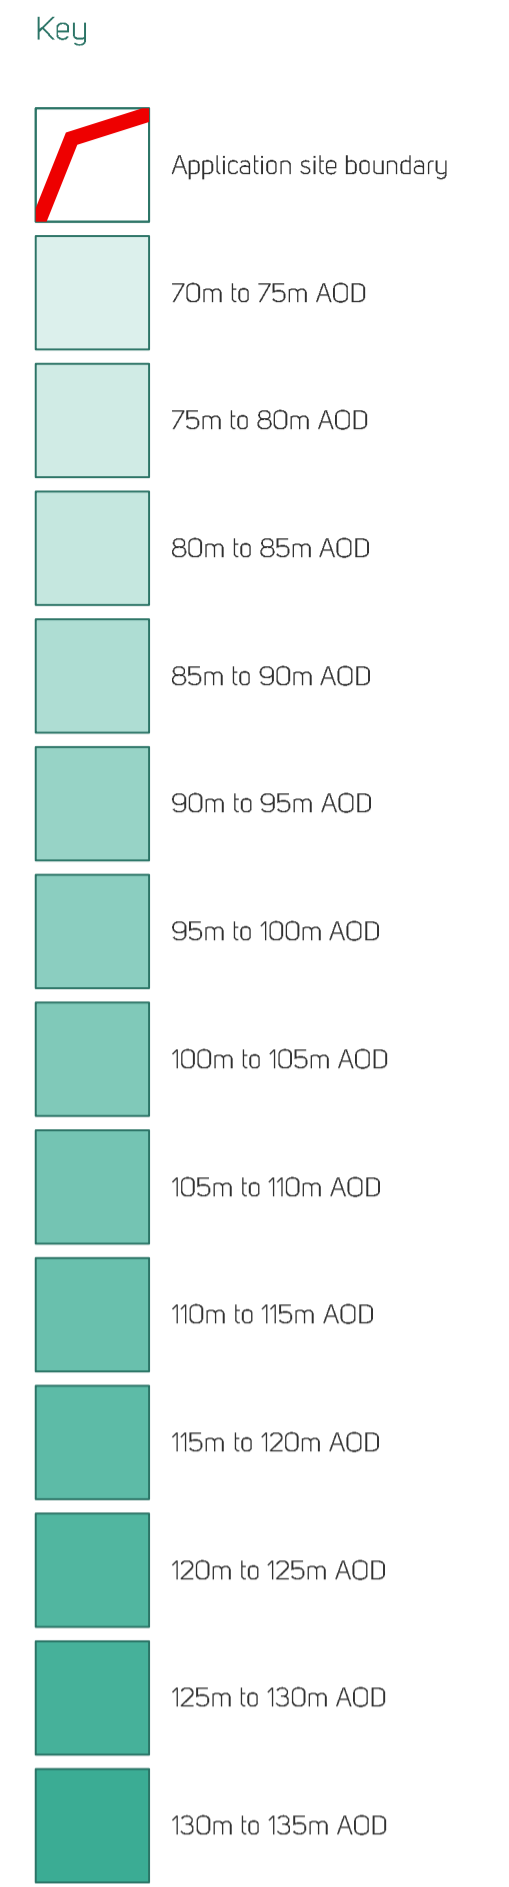 Key
Application site boundary
70m to 75m AOD
75m to 80m AOD
80m to 85m AOD
85m to 90m AOD
90m to 95m AOD
95m to 100m AOD
100m to 105m AOD
105m to 110m AOD
110m to 115m AOD
115m to 120m AOD
120m to 125m AOD
125m to 130m AOD
130m to 135m AOD